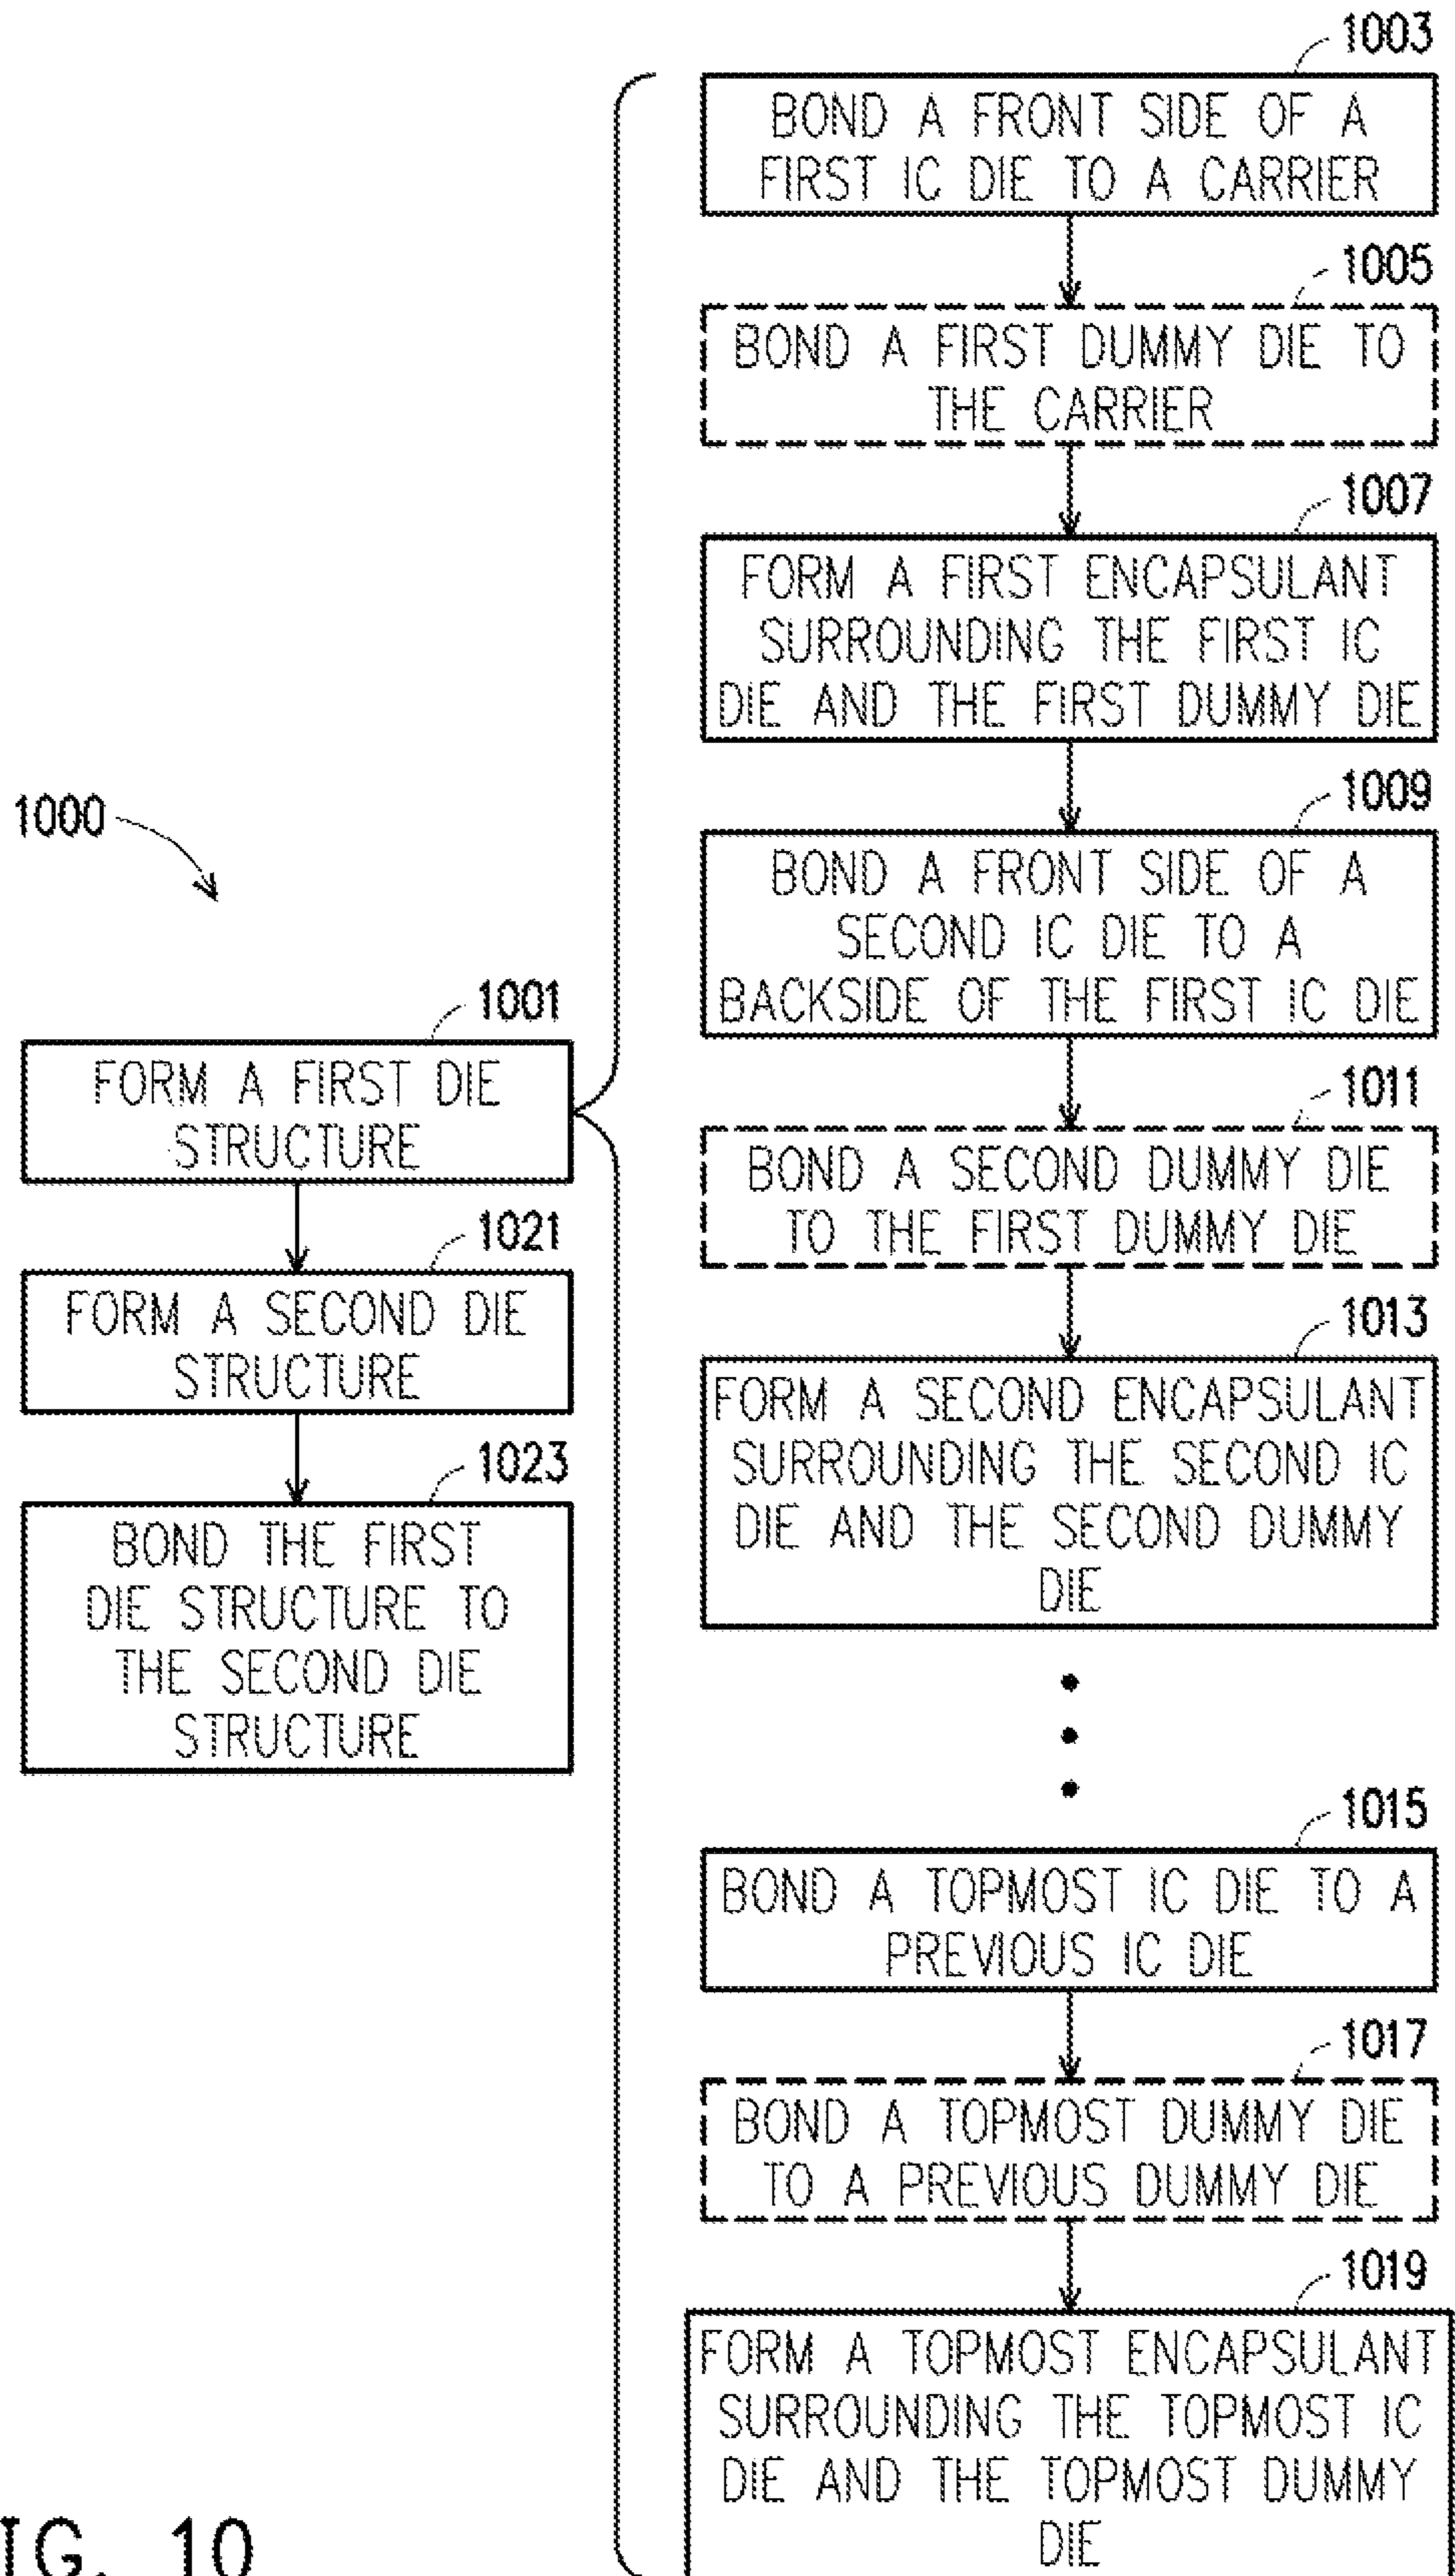 1000
1001
FORM A FIRST DIE
STRUCTURE
1021
FORM A SECOND DIE
STRUCTURE
1023
BOND THE FIRST
DIE STRUCTURE TO
THE SECOND DIE
STRUCTURE
1003
BOND A FRONT SIDE OF A
FIRST IC DIE TO A CARRIER
1005
BOND A FIRST DUMMY DIE TO
THE CARRIER
1007
FORM A FIRST ENCAPSULANT
SURROUNDING THE FIRST IC
DIE AND THE FIRST DUMMY DIE
1009
BOND A FRONT SIDE OF A
SECOND IC DIE TO A
BACKSIDE OF THE FIRST IC DIE
1011
BOND A SECOND DUMMY DIE
TO THE FIRST DUMMY DIE
1013
FORM A SECOND ENCAPSULANT
SURROUNDING THE SECOND IC
DIE AND THE SECOND DUMMY
DIE
1015
BOND A TOPMOST IC DIE TO A
PREVIOUS IC DIE
1017
BOND A TOPMOST DUMMY DIE
TO A PREVIOUS DUMMY DIE
1019
FORM A TOPMOST ENCAPSULANT
SURROUNDING THE TOPMOST IC
DIE AND THE TOPMOST DUMMY
DIE
IG. 10